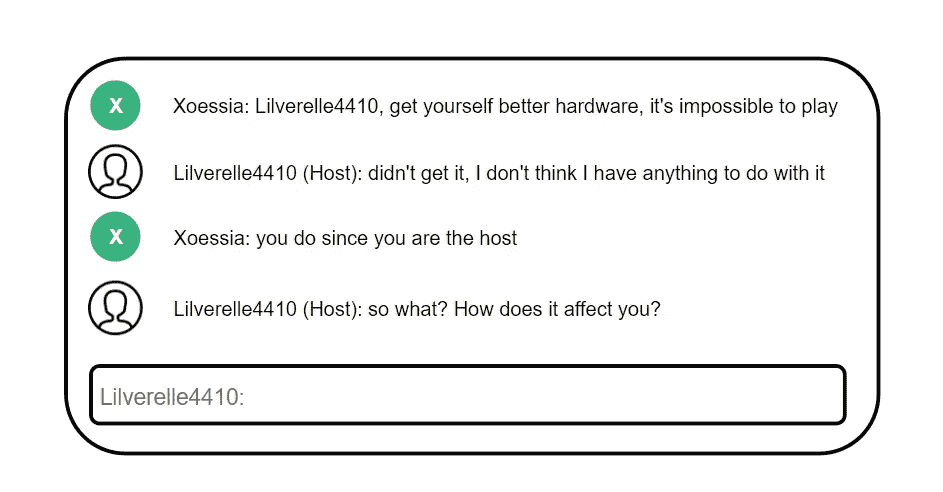 X
Xoessia: Lilverelle4410, get yourself better hardware, it's impossible to play
Lilverelle4410 (Host): didn't get it, I don't think I have anything to do with it
X
Xoessia: you do since you are the host
Lilverelle4410 (Host): so what? How does it affect you?
Lilverelle4410: